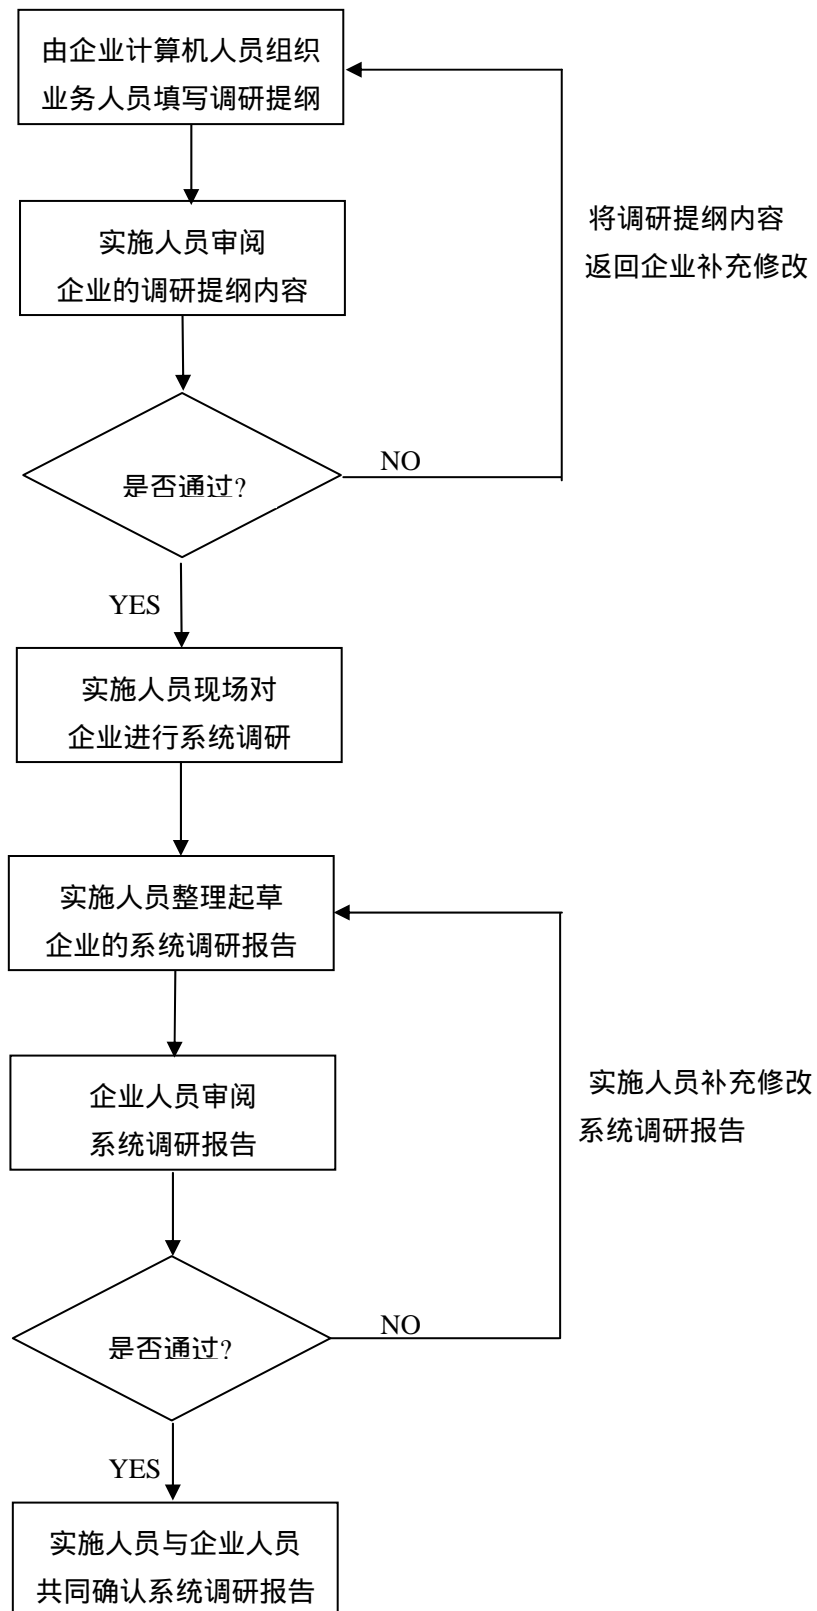 由企业计算机人员组织
业务人员填写调研提纲
实施人员审阅
企业的调研提纲内容
将调研提纲内容
返回企业补充修改
是否通过?
NO
YES
实施人员现场对
企业进行系统调研
实施人员整理起草
企业的系统调研报告
企业人员审阅
系统调研报告
实施人员补充修改
系统调研报告
是否通过?
NO
YES
实施人员与企业人员
共同确认系统调研报告